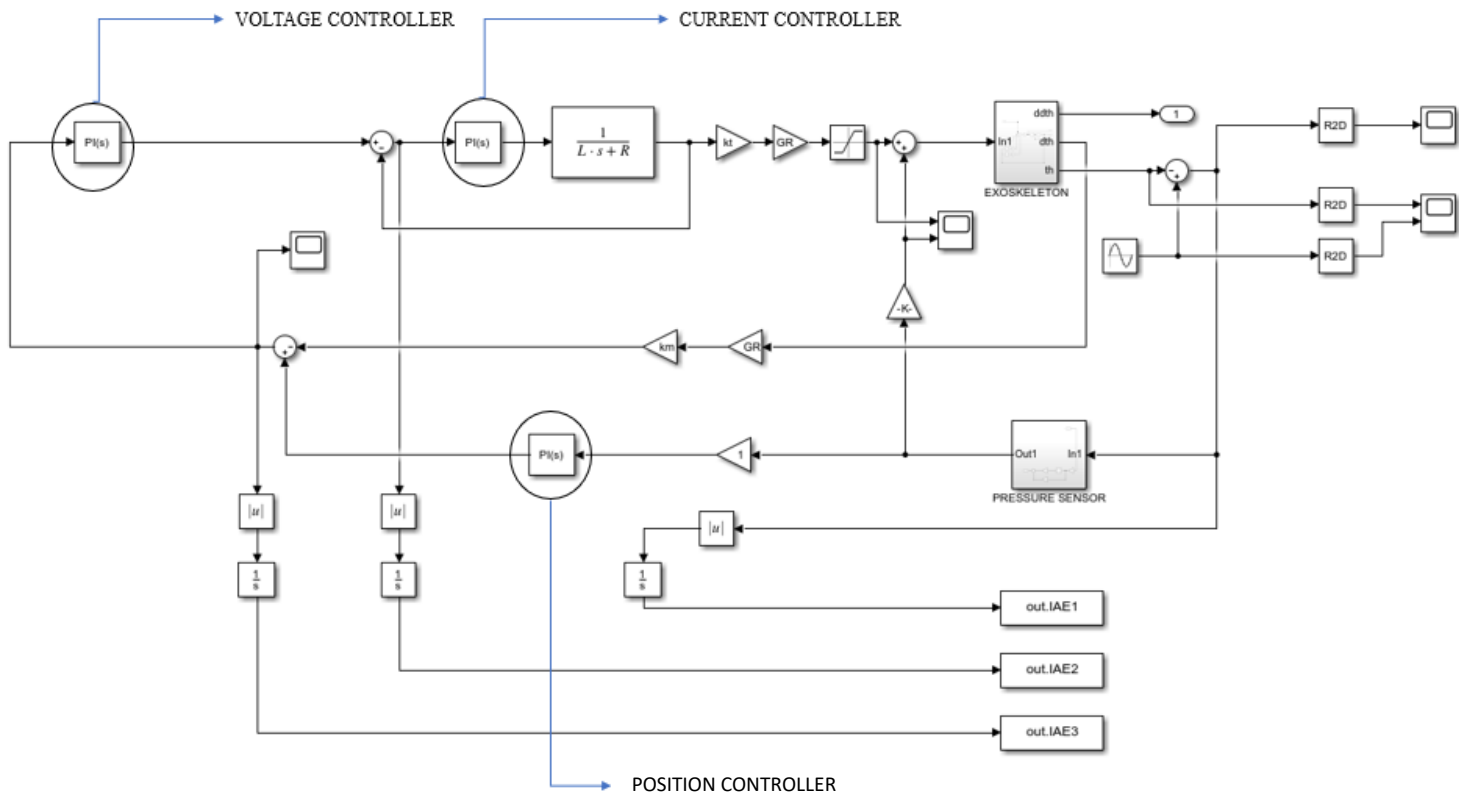 VOLTAGE CONTROLLER
CURRENT CONTROLLER
PI(s)
PI(s)
1
L · s + R
kt
GR
In1
ddth
dth
th
EXOSKELETON
1
R2D
R2D
R2D
-K-
km
GR
PI(s)
1
Out1
In1
PRESSURE SENSOR
|u|
|u|
|u|
1
s
1
s
1
s
out.IAE1
out.IAE2
out.IAE3
POSITION CONTROLLER